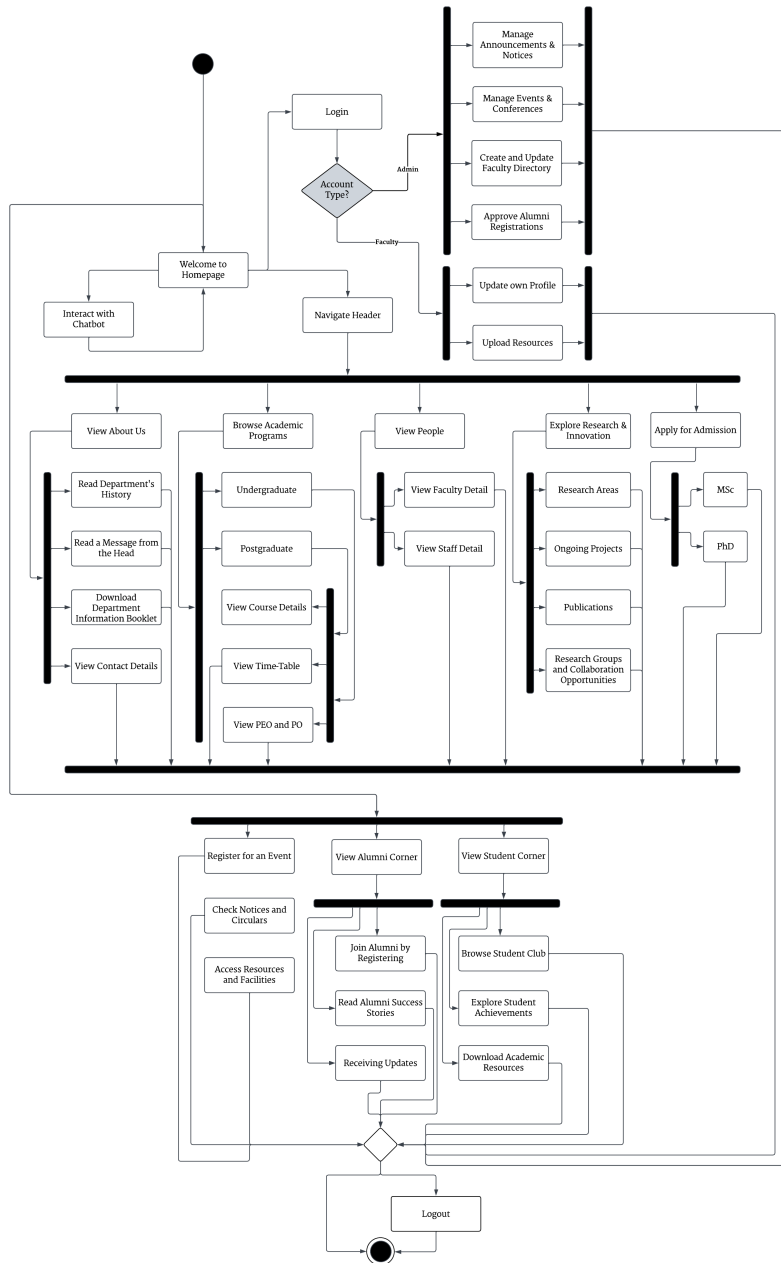 Manage
Announcements &
Notices
Login
Manage Events &
Conferences
Admin
Create and Update
Faculty Directory
Account
Type?
Approve Alumni
Registrations
Faculty
Welcome to
Homepage
Update own Profile
Interact with
Chatbot
Navigate Header
Upload Resources
View About Us
Browse Academic
Programs
View People
Explore Research &
Innovation
Apply for Admission
Read Department's
History
Undergraduate
View Faculty Detail
Research Areas
MSc
Read a Message from
the Head
Postgraduate
View Staff Detail
Ongoing Projects
PhD
Download
Department
Information Booklet
View Course Details
Publications
View Contact Details
View Time-Table
Research Groups
and Collaboration
Opportunities
View PEO and PO
Register for an Event
View Alumni Corner
View Student Corner
Check Notices and
Circulars
Join Alumni by
Registering
Browse Student Club
Access Resources
and Facilities
Read Alumni Success
Stories
Explore Student
Achievements
Receiving Updates
Download Academic
Resources
Logout